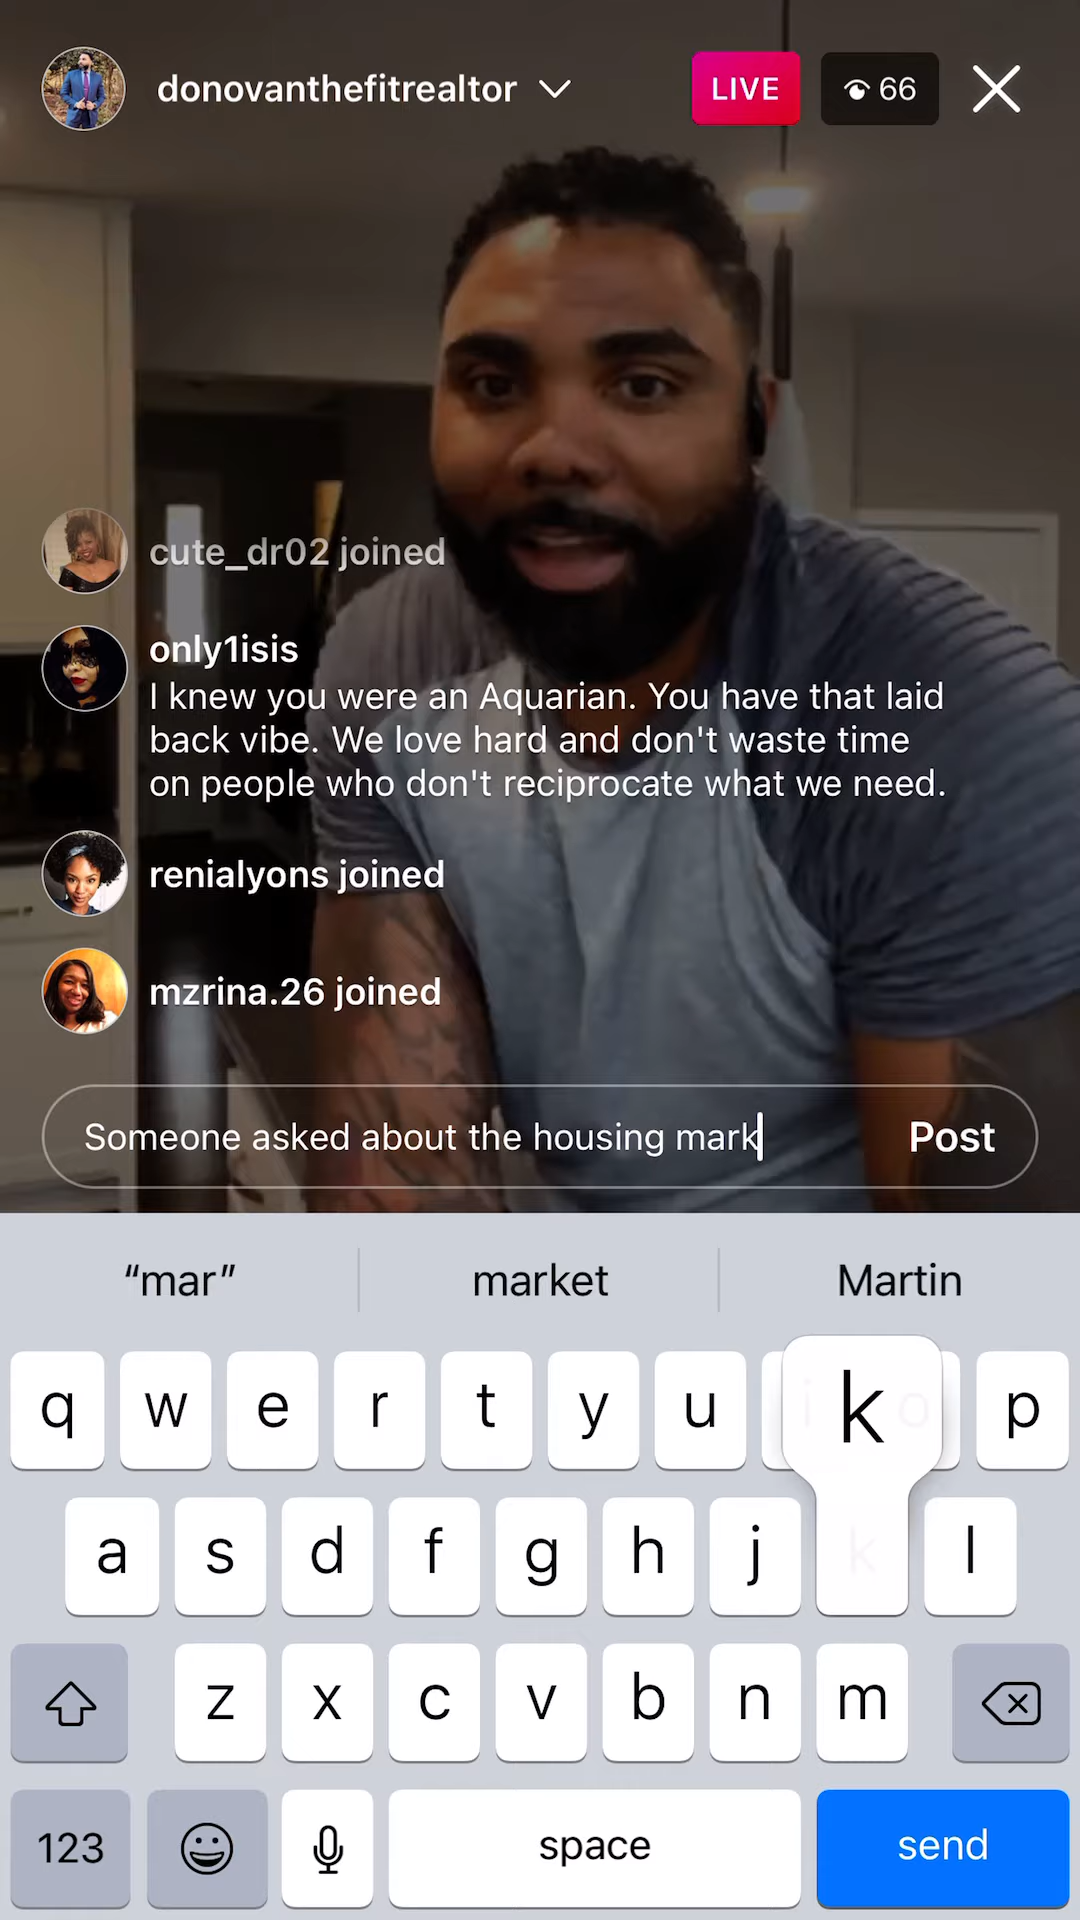 donovanthefitrealtor
LIVE
66
cute_dr02 joined
only1isis
I knew you were an Aquarian. You have that laid
back vibe. We love hard and don't waste time
on people who don't reciprocate what we need.
renialyons joined
mzrina.26 joined
Someone asked about the housing mark
Post
“mar”
market
Martin
q w e r t y u i o p
k
a s d f g h j k l
z x c v b n m
123
space
send